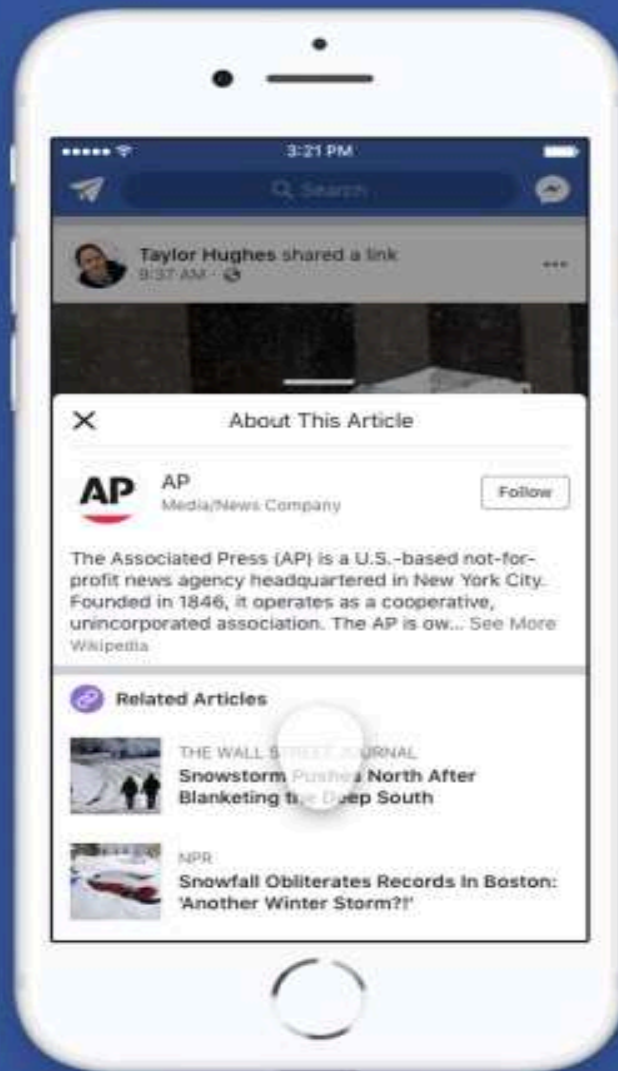 3:21 PM
Search
Taylor Hughes shared a link
9:37 AM ·
About This Article
AP
AP
Media/News Company
Follow
The Associated Press (AP) is a U.S.-based not-for-
profit news agency headquartered in New York City.
Founded in 1846, it operates as a cooperative,
unincorporated association. The AP is ow... See More
Wikipedia
Related Articles
THE WALL STREET JOURNAL
Snowstorm Pushes North After
Blanketing the Deep South
NPR
Snowfall Obliterates Records In Boston:
'Another Winter Storm?!'